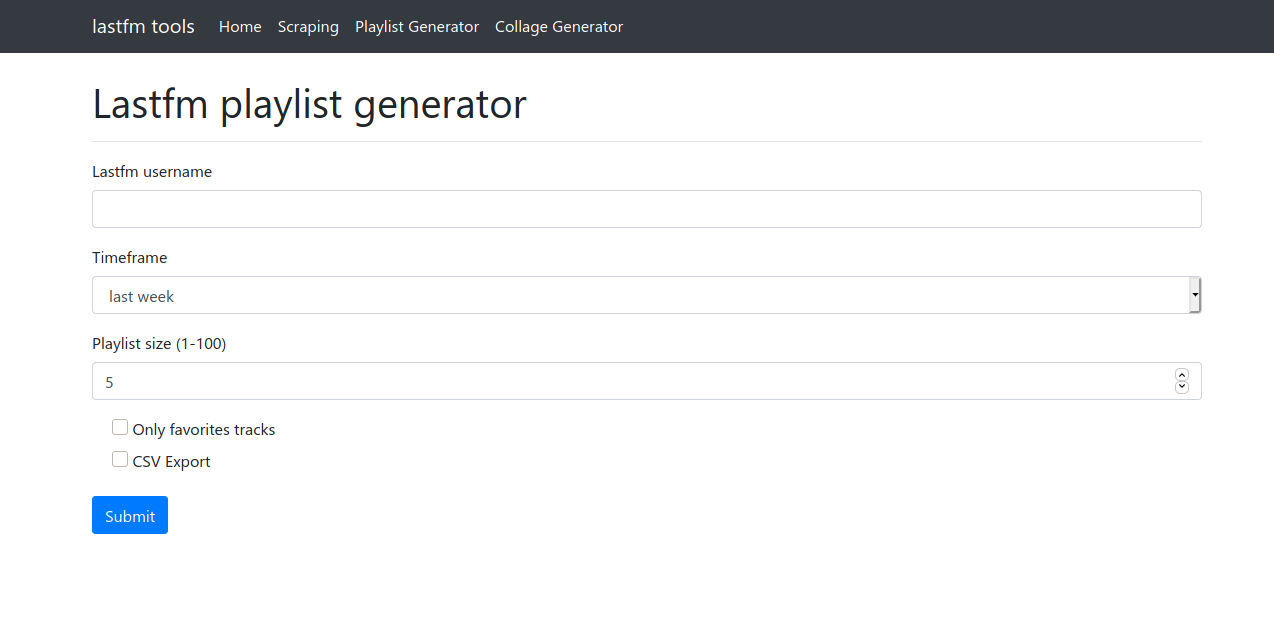 lastfm tools Home Scraping Playlist Generator Collage Generator
Lastfm playlist generator
Lastfm username
Timeframe
last week
Playlist size (1-100)
5
Only favorites tracks
CSV Export
Submit